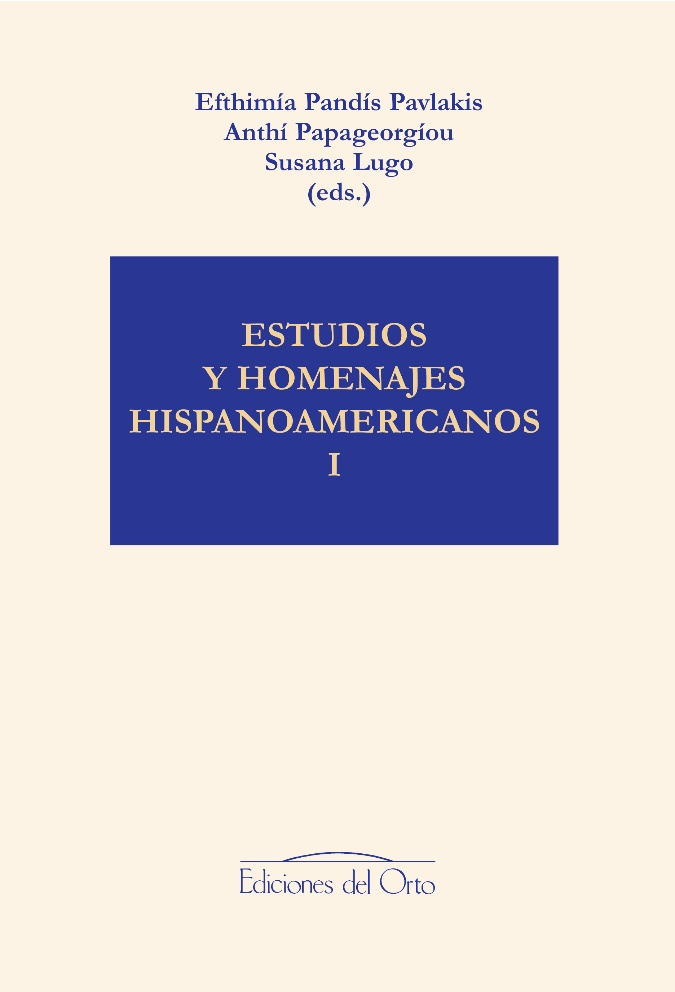 Efthimía Pandís Pavlakis
Anthí Papageorgíou
Susana Lugo
(eds.)
ESTUDIOS
Y HOMENAJES
HISPANOAMERICANOS
I
Ediciones del Orto